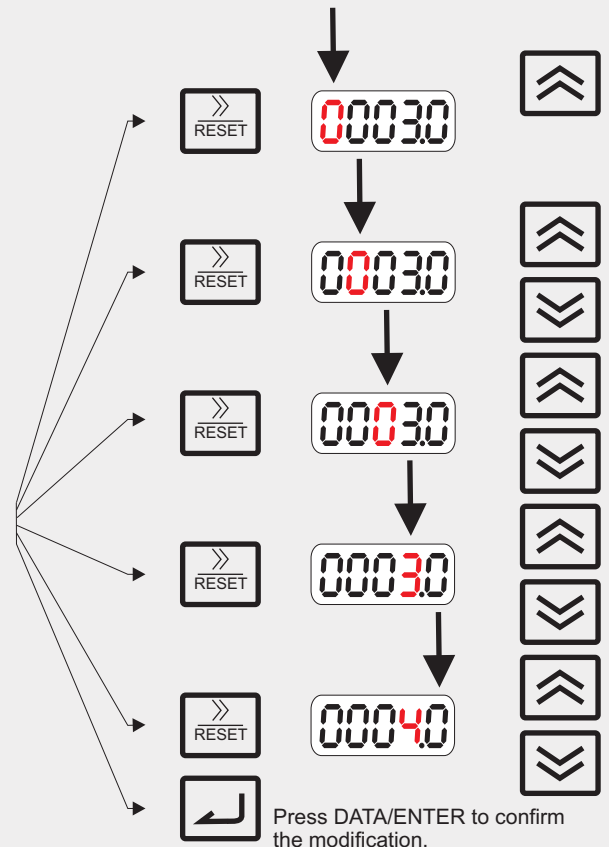 RESET 0003.0
RESET 0003.0
RESET 0003.0
RESET 0003.0
RESET 0004.0
Press DATA/ENTER to confirm
the modification.